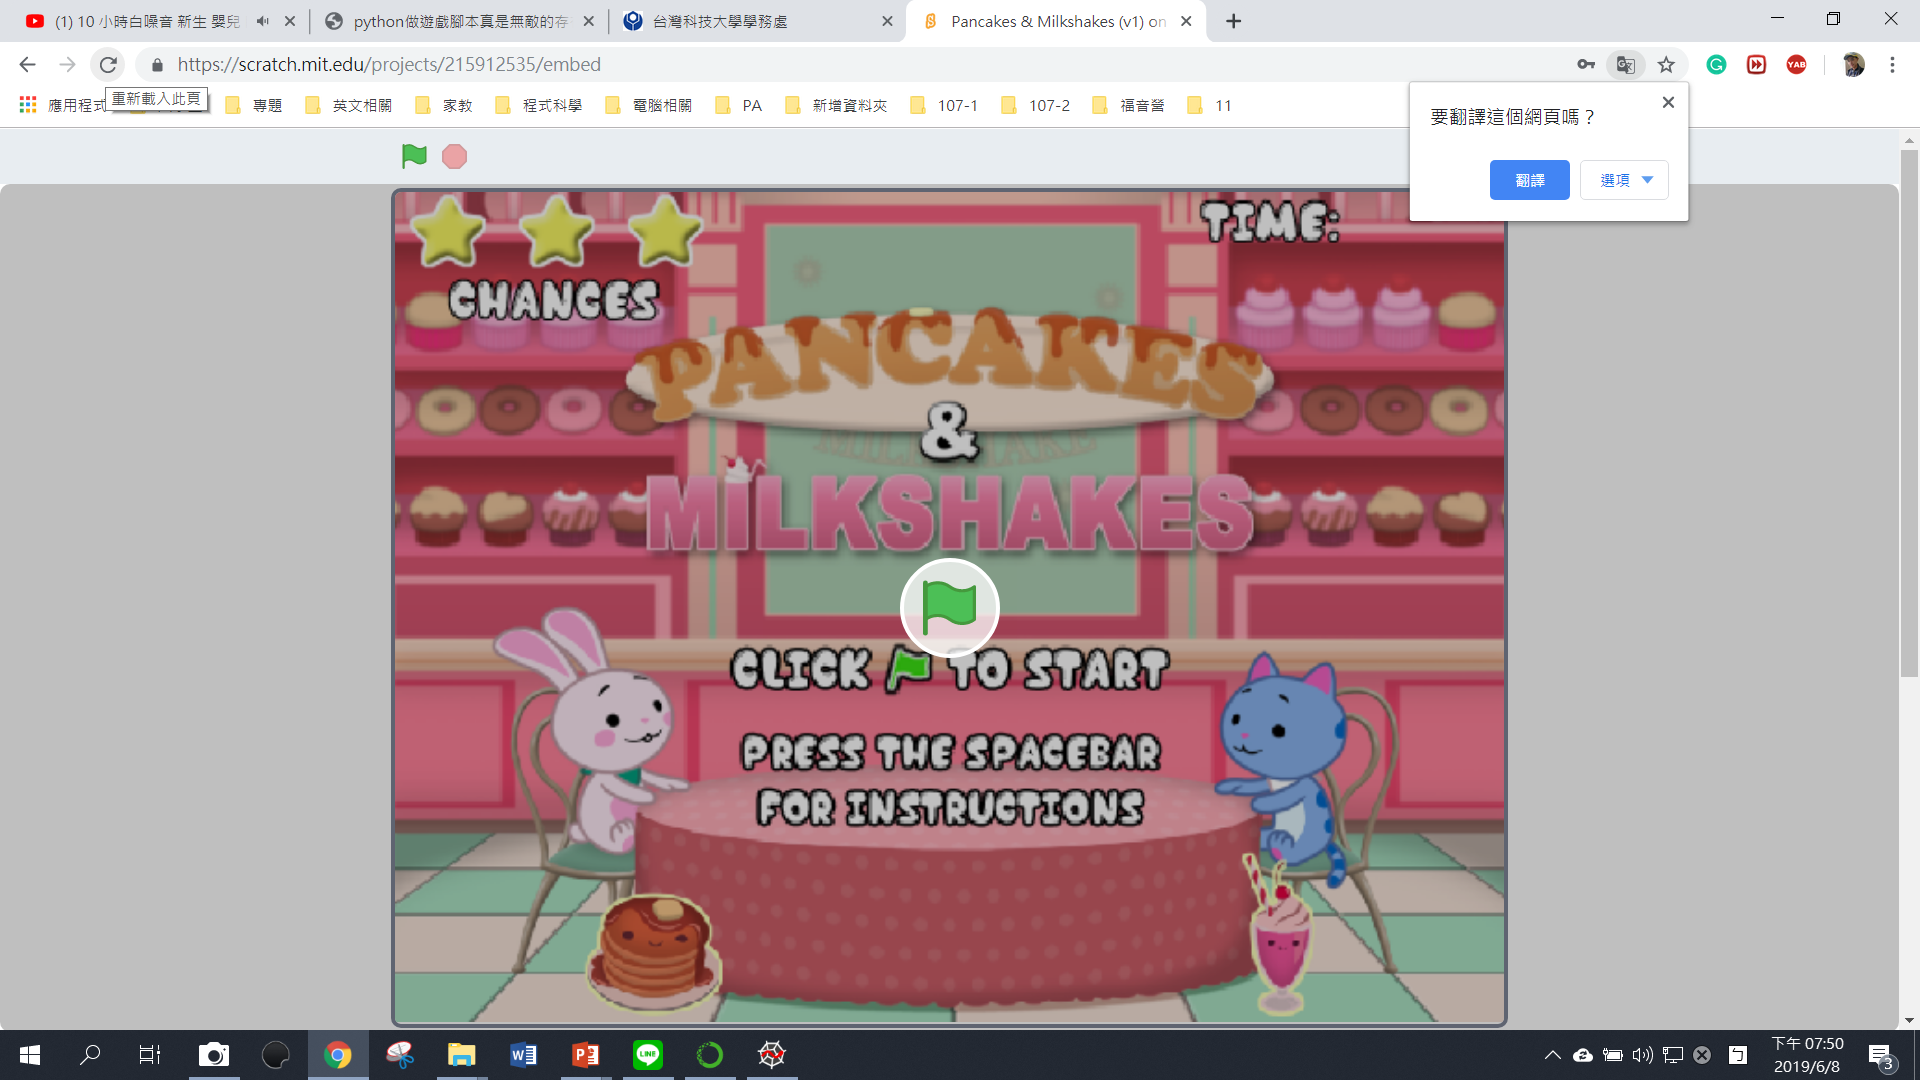 (1) 10 小時白噪音 新生 嬰兒
python做遊戲腳本真是無敵的存
台灣科技大學學務處
Pancakes & Milkshakes (v1) on
https://scratch.mit.edu/projects/215912535/embed
應用程式
重新載入此頁
專題
英文相關
家教
程式科學
電腦相關
PA
新增資料夾
107-1
107-2
福音營
11
要翻譯這個網頁嗎？
翻譯
選項
TIME:
CHANCES
PANCAKES
&
MILKSHAKES
CLICK TO START
PRESS THE SPACEBAR
FOR INSTRUCTIONS
LINE
下午 07:50
2019/6/8
3